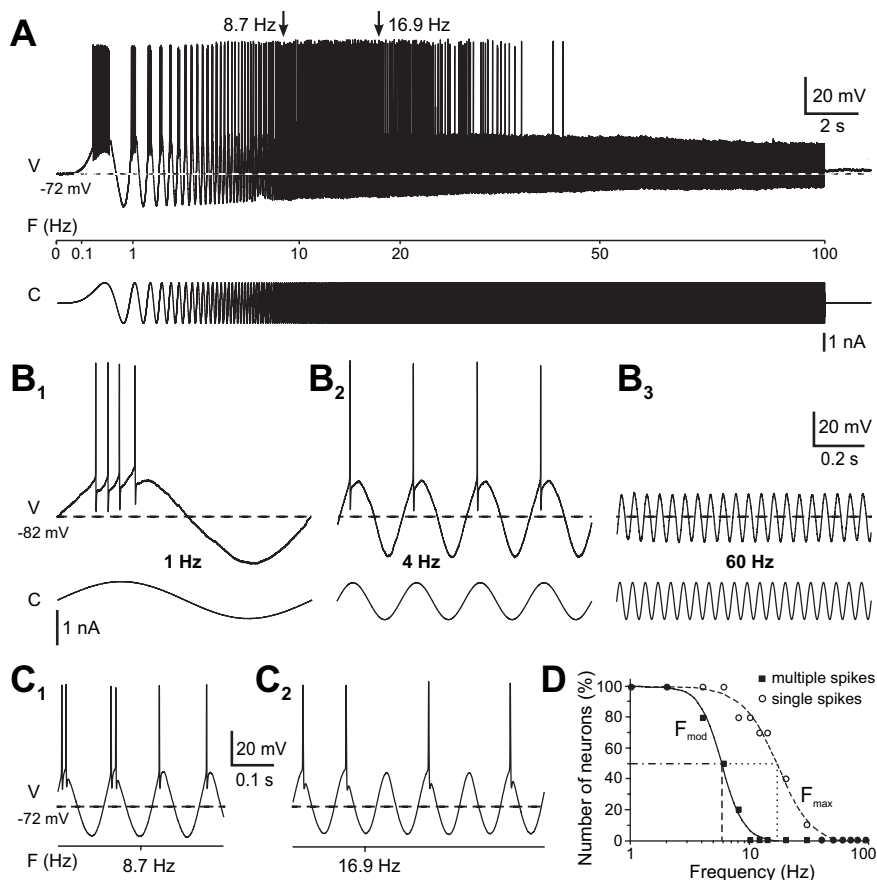 A
8.7 Hz
16.9 Hz
20 mV
2 s
V
-72 mV
F (Hz)
0 0.1 1 10 20 50 100
C
1 nA
B1
B2
B3
20 mV
0.2 s
V
-82 mV
1 Hz
4 Hz
60 Hz
C
1 nA
C1
C2
20 mV
0.1 s
V
-72 mV
F (Hz)
8.7 Hz
16.9 Hz
D
multiple spikes
single spikes
Number of neurons (%)
100
80
60
40
20
0
Fmod
Fmax
1 10 100
Frequency (Hz)